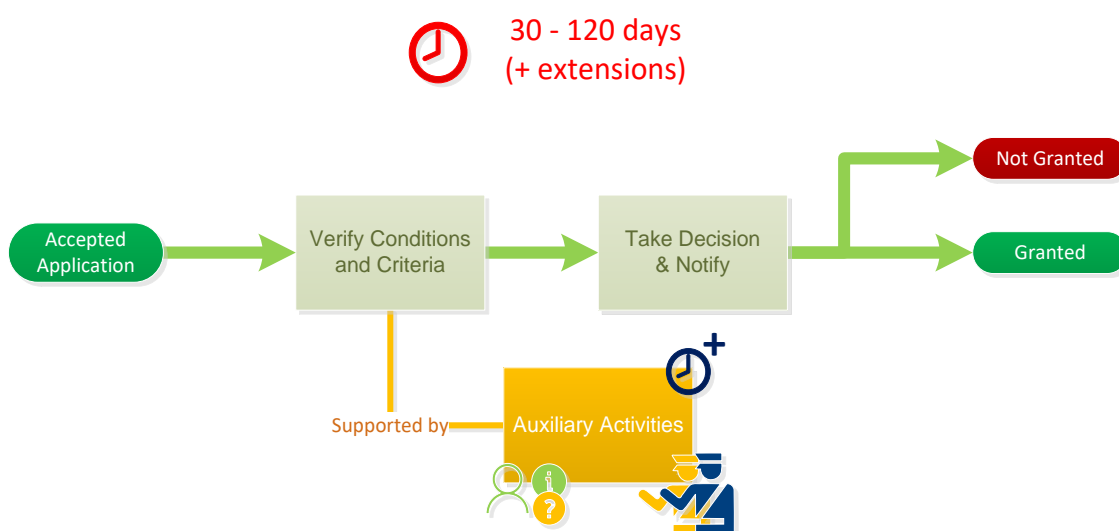 30 - 120 days
(+ extensions)
Not Granted
Accepted
Application
Verify Conditions
and Criteria
Take Decision
& Notify
Granted
Supported by
Auxiliary Activities
i
?